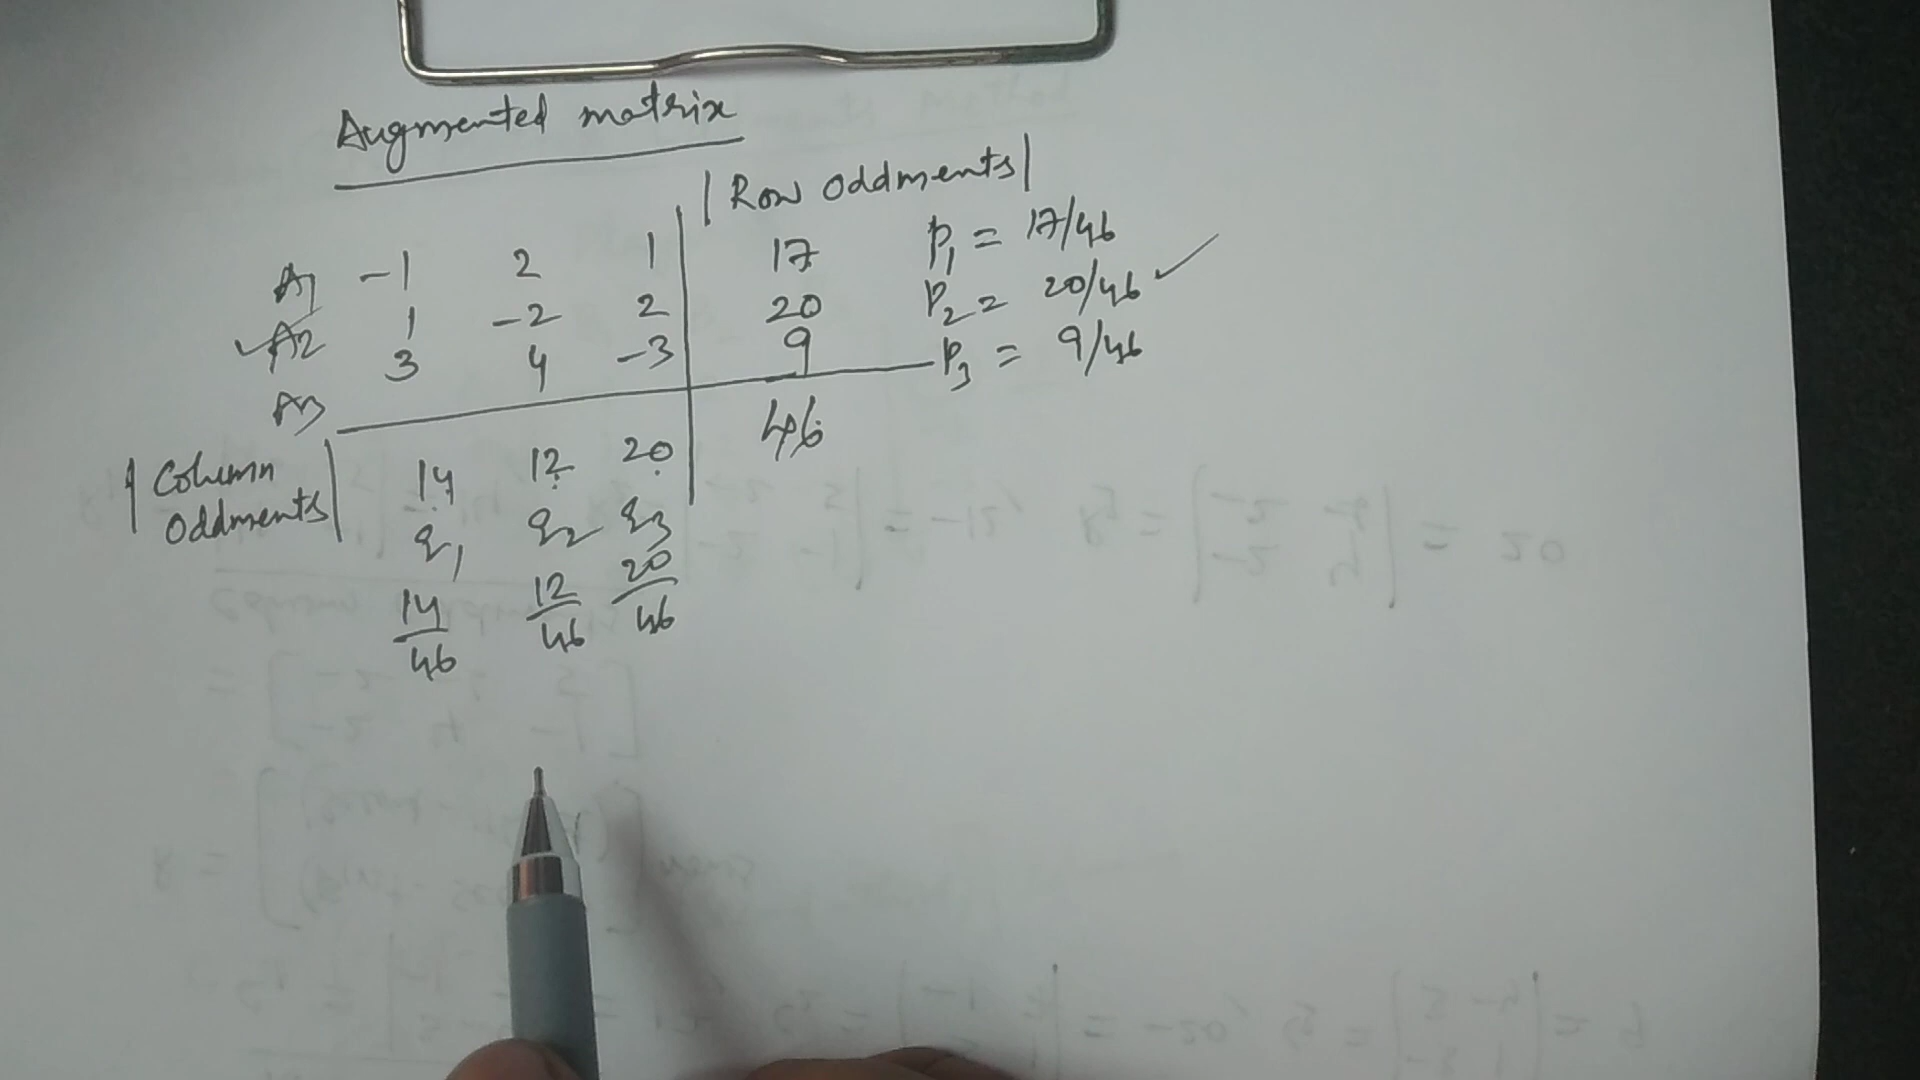 Augmented matrix
|Row oddments|
A1 -1 2 1 17 P1 = 17/46
✓A2 1 -2 2 20 P2 = 20/46 ✓
A3 3 4 -3 9 P3 = 9/46
46
|Column oddments| 14 12 20
q1 q2 q3
14/46 12/46 20/46